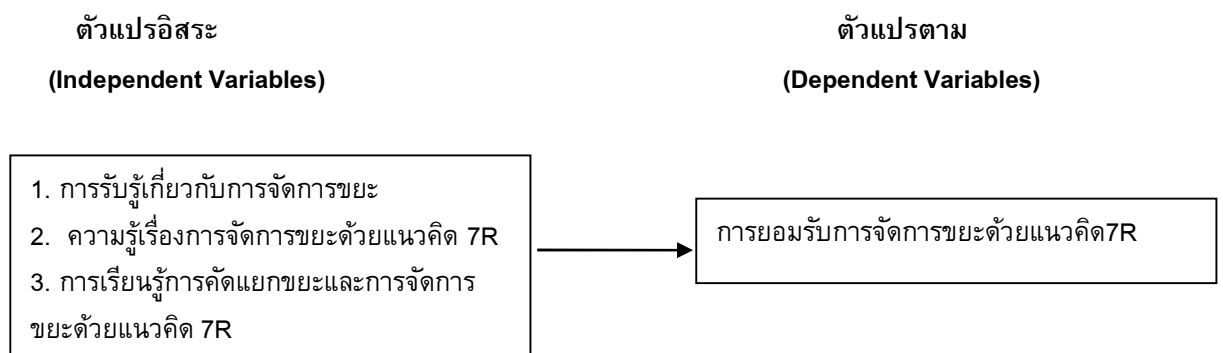 ตัวแปรอิสระ
(Independent Variables)
ตัวแปรตาม
(Dependent Variables)
1. การรับรู้เกี่ยวกับการจัดการขยะ
2. ความรู้เรื่องการจัดการขยะด้วยแนวคิด 7R
3. การเรียนรู้การคัดแยกขยะและการจัดการ
ขยะด้วยแนวคิด 7R
การยอมรับการจัดการขยะด้วยแนวคิด7R